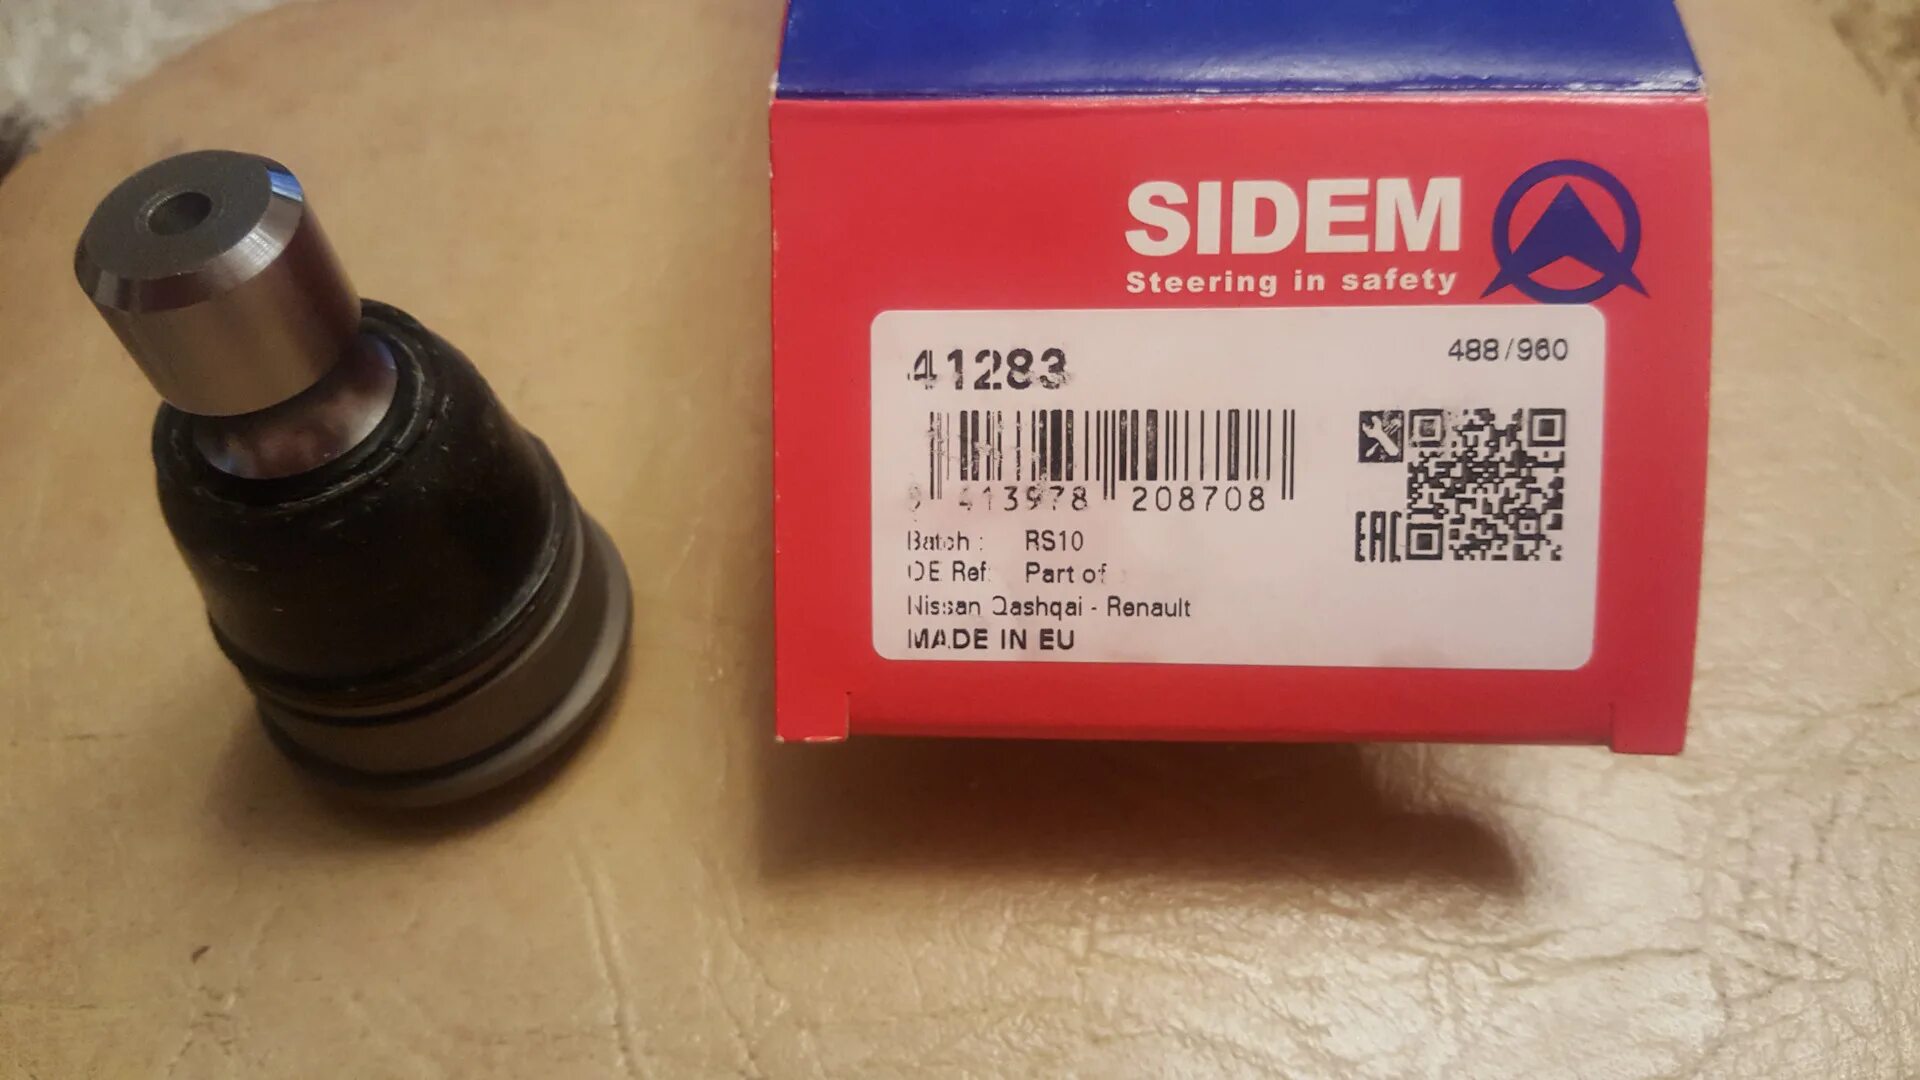 SIDEM
Steering in safety
41283
488/960
413978 208708
EAC
Batch : RS10
OE Ref: Part of
Nissan Qashqai - Renault
MADE IN EU